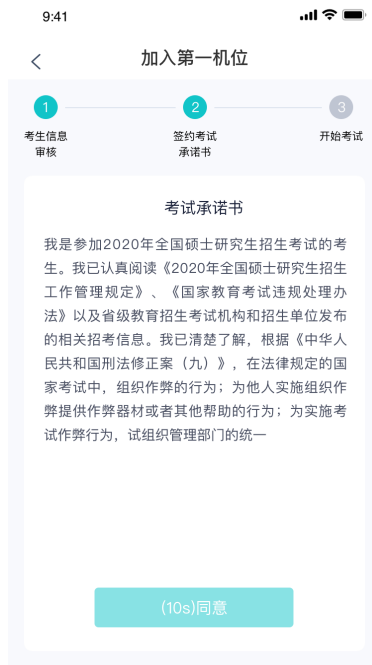 9:41
加入第一机位
1
2
3
考生信息
审核
签约考试
承诺书
开始考试
考试承诺书
我是参加2020年全国硕士研究生招生考试的考
生。我已认真阅读《2020年全国硕士研究生招生
工作管理规定》、《国家教育考试违规处理办
法》以及省级教育招生考试机构和招生单位发布
的相关招考信息。我已清楚了解，根据《中华人
民共和国刑法修正案（九）》，在法律规定的国
家考试中，组织作弊的行为；为他人实施组织作
弊提供作弊器材或者其他帮助的行为；为实施考
试作弊行为，试组织管理部门的统一
(10s)同意